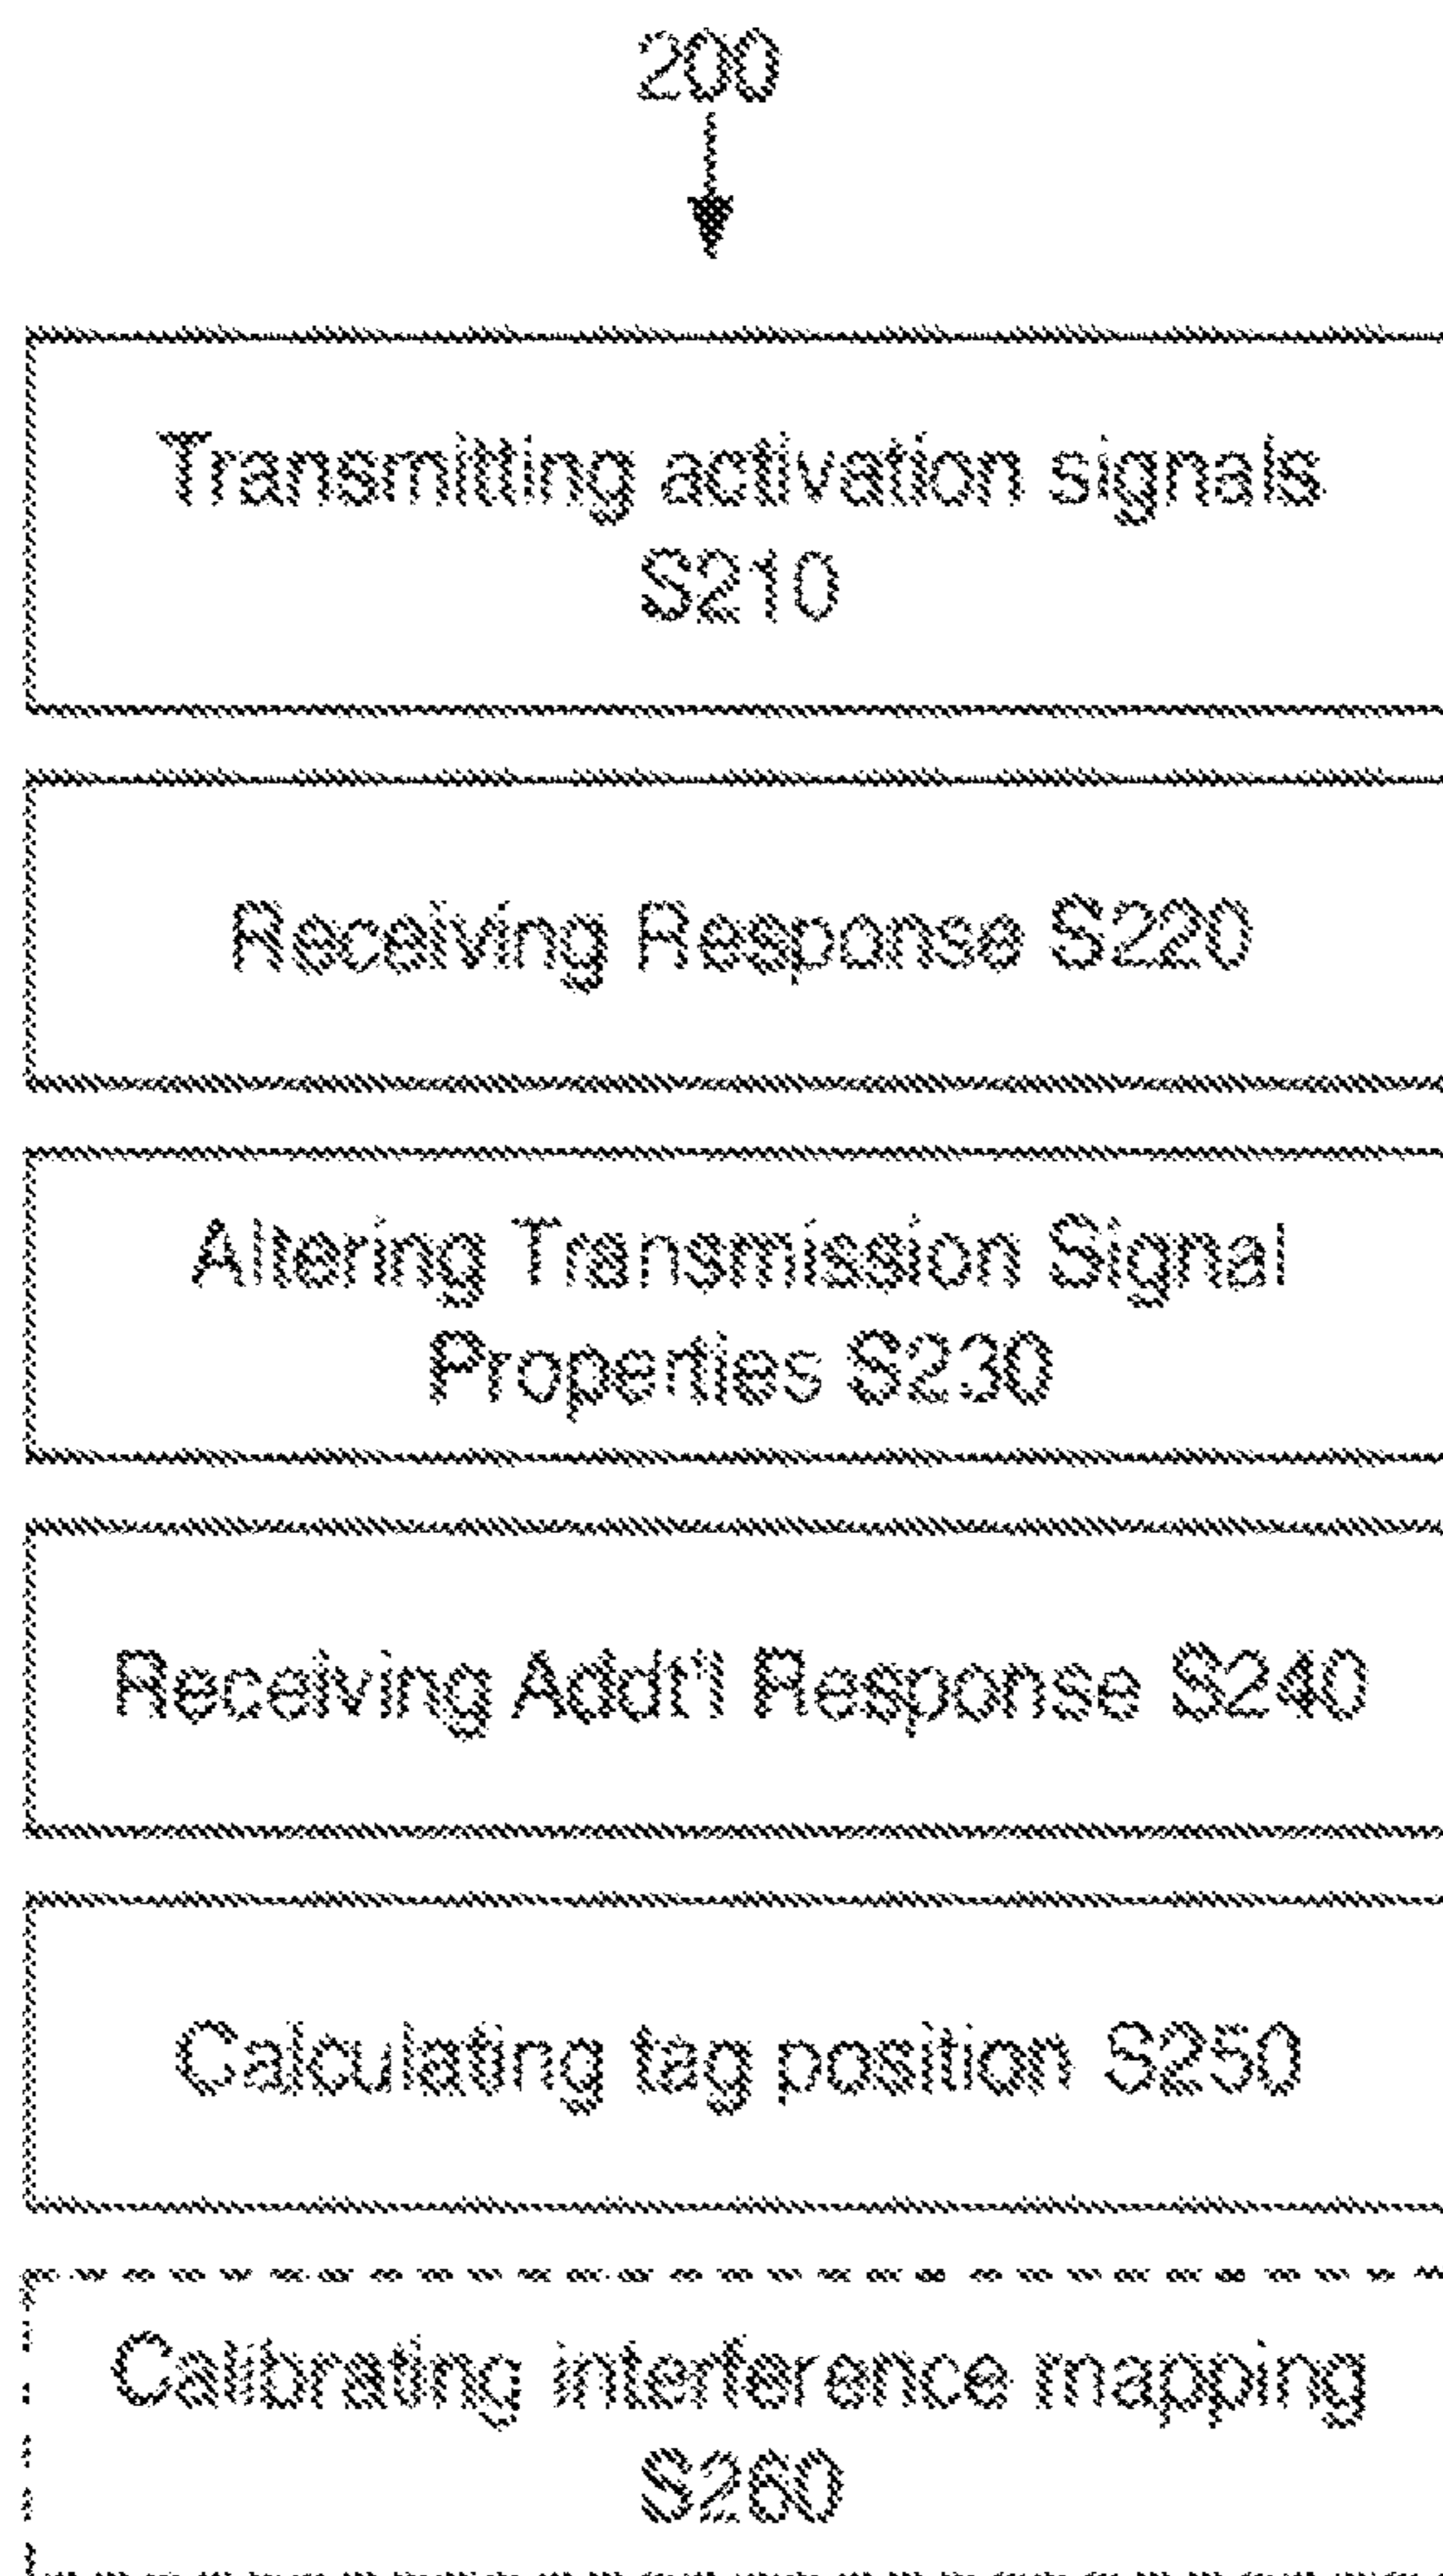 200
Transmitting activation signals
S210
Receiving Response S220
Altering Transmission Signal
Properties S230
Receiving Addt'l Response S240
Calculating tag position S250
Calibrating interference mapping
S260